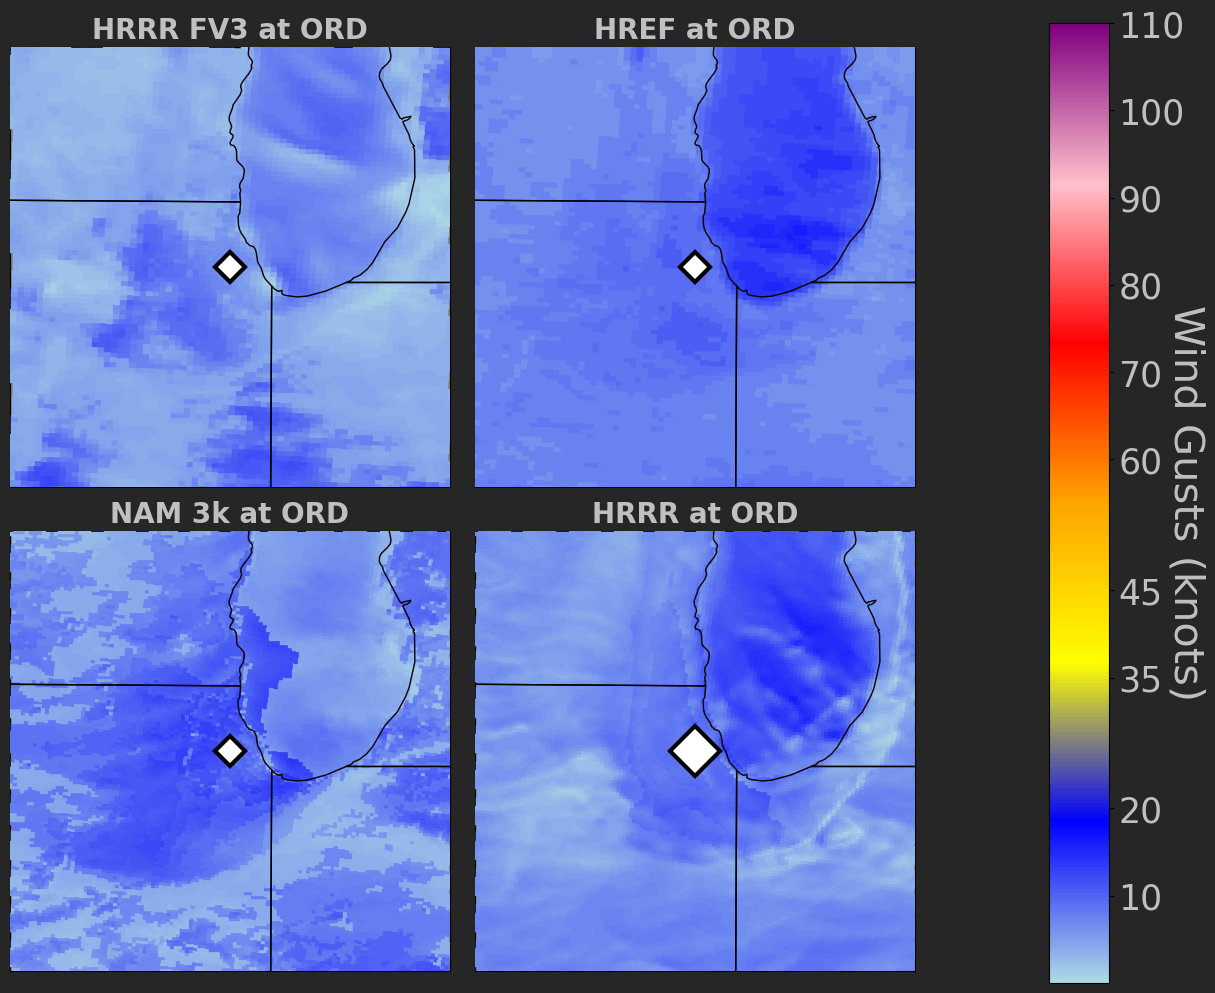 HRRR FV3 at ORD
HREF at ORD
NAM 3k at ORD
HRRR at ORD
110
100
90
80
70
60
45
35
20
10
Wind Gusts (knots)